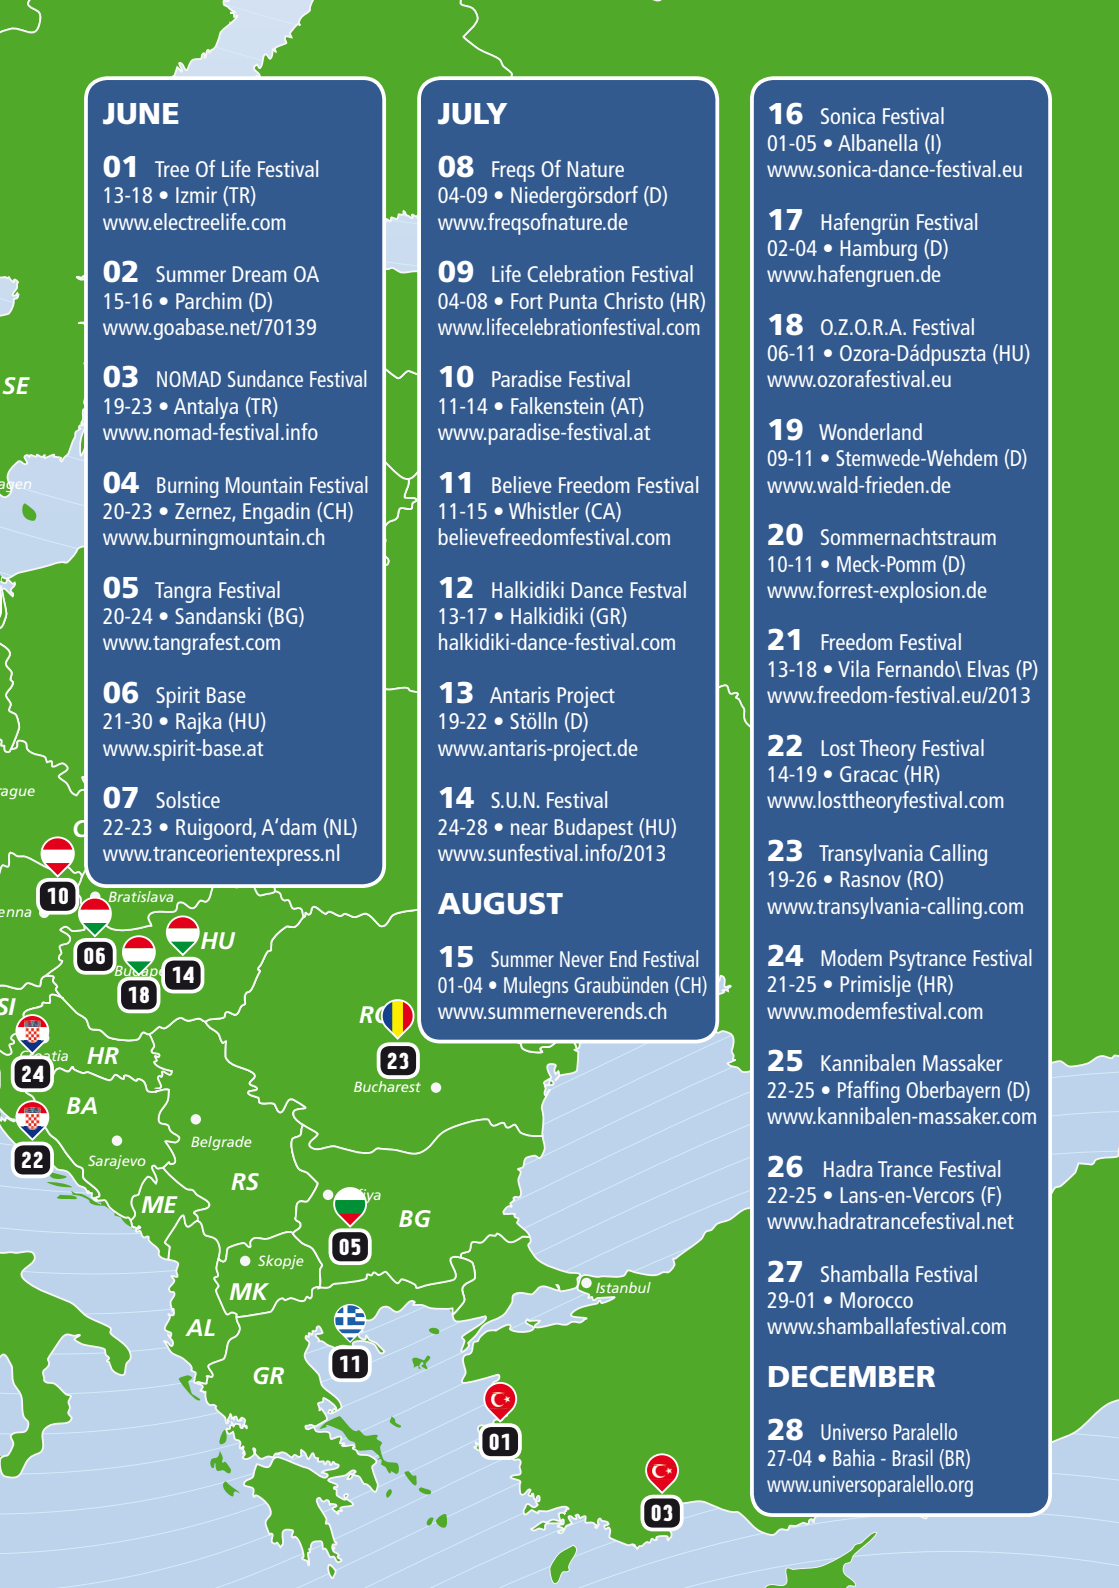 JUNE
01 Tree Of Life Festival
13-18 • Izmir (TR)
www.electreelife.com
02 Summer Dream OA
15-16 • Parchim (D)
www.goabase.net/70139
03 NOMAD Sundance Festival
19-23 • Antalya (TR)
www.nomad-festival.info
04 Burning Mountain Festival
20-23 • Zernez, Engadin (CH)
www.burningmountain.ch
05 Tangra Festival
20-24 • Sandanski (BG)
www.tangrafest.com
06 Spirit Base
21-30 • Rajka (HU)
www.spirit-base.at
07 Solstice
22-23 • Ruigoord, A‘dam (NL)
www.tranceorientexpress.nl
JULY
08 Freqs Of Nature
04-09 • Niedergörsdorf (D)
www.freqsofnature.de
09 Life Celebration Festival
04-08 • Fort Punta Christo (HR)
www.lifecelebrationfestival.com
10 Paradise Festival
11-14 • Falkenstein (AT)
www.paradise-festival.at
11 Believe Freedom Festival
11-15 • Whistler (CA)
believefreedomfestival.com
12 Halkidiki Dance Festval
13-17 • Halkidiki (GR)
halkidiki-dance-festival.com
13 Antaris Project
19-22 • Stölln (D)
www.antaris-project.de
14 S.U.N. Festival
24-28 • near Budapest (HU)
www.sunfestival.info/2013
AUGUST
15 Summer Never End Festival
01-04 • Mulegns Graubünden (CH)
www.summerneverends.ch
16 Sonica Festival
01-05 • Albanella (I)
www.sonica-dance-festival.eu
17 Hafengrün Festival
02-04 • Hamburg (D)
www.hafengruen.de
18 O.Z.O.R.A. Festival
06-11 • Ozora-Dádpuszta (HU)
www.ozorafestival.eu
19 Wonderland
09-11 • Stemwede-Wehdem (D)
www.wald-frieden.de
20 Sommernachtstraum
10-11 • Meck-Pomm (D)
www.forrest-explosion.de
21 Freedom Festival
13-18 • Vila Fernando\ Elvas (P)
www.freedom-festival.eu/2013
22 Lost Theory Festival
14-19 • Gracac (HR)
www.losttheoryfestival.com
23 Transylvania Calling
19-26 • Rasnov (RO)
www.transylvania-calling.com
24 Modem Psytrance Festival
21-25 • Primislje (HR)
www.modemfestival.com
25 Kannibalen Massaker
22-25 • Pfaffing Oberbayern (D)
www.kannibalen-massaker.com
26 Hadra Trance Festival
22-25 • Lans-en-Vercors (F)
www.hadratrancefestival.net
27 Shamballa Festival
29-01 • Morocco
www.shamballafestival.com
DECEMBER
28 Universo Paralello
27-04 • Bahia - Brasil (BR)
www.universoparalello.org
SE
agen
ague
C
10
enna
Bratislava
06
HU
14
18
SI
RO
23
Bucharest
24
HR
BA
22
Sarajevo
Belgrade
RS
ME
BG
05
Skopje
MK
AL
Istanbul
GR
11
01
03